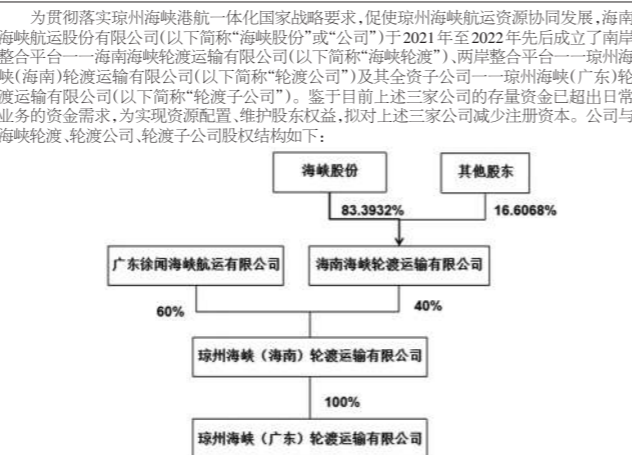 为贯彻落实琼州海峡港航一体化国家战略要求,促使琼州海峡航运资源协同发展,海南
海峡航运股份有限公司(以下简称“海峡股份”或“公司”)于2021年至2022年先后成立了南岸
整合平台一一海南海峡轮渡运输有限公司(以下简称“海峡轮渡”)、两岸整合平台一一琼州海
峡(海南)轮渡运输有限公司(以下简称“轮渡公司”)及其全资子公司一一琼州海峡(广东)轮
渡运输有限公司(以下简称“轮渡子公司”)。鉴于目前上述三家公司的存量资金已超出日常
业务的资金需求,为实现资源配置、维护股东权益,拟对上述三家公司减少注册资本。公司与
海峡轮渡、轮渡公司、轮渡子公司股权结构如下:
海峡股份
其他股东
83.3932%
16.6068%
广东徐闻海峡航运有限公司
海南海峡轮渡运输有限公司
60%
40%
琼州海峡(海南)轮渡运输有限公司
100%
琼州海峡(广东)轮渡运输有限公司